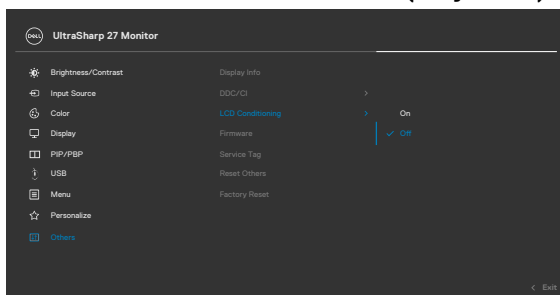 DELL UltraSharp 27 Monitor
Brightness/Contrast Display Info
Input Source DDC/CI >
Color LCD Conditioning > On
Display Firmware ✓ Off
PIP/PBP Service Tag
USB Reset Others
Menu Factory Reset
Personalize
Others
< Exit